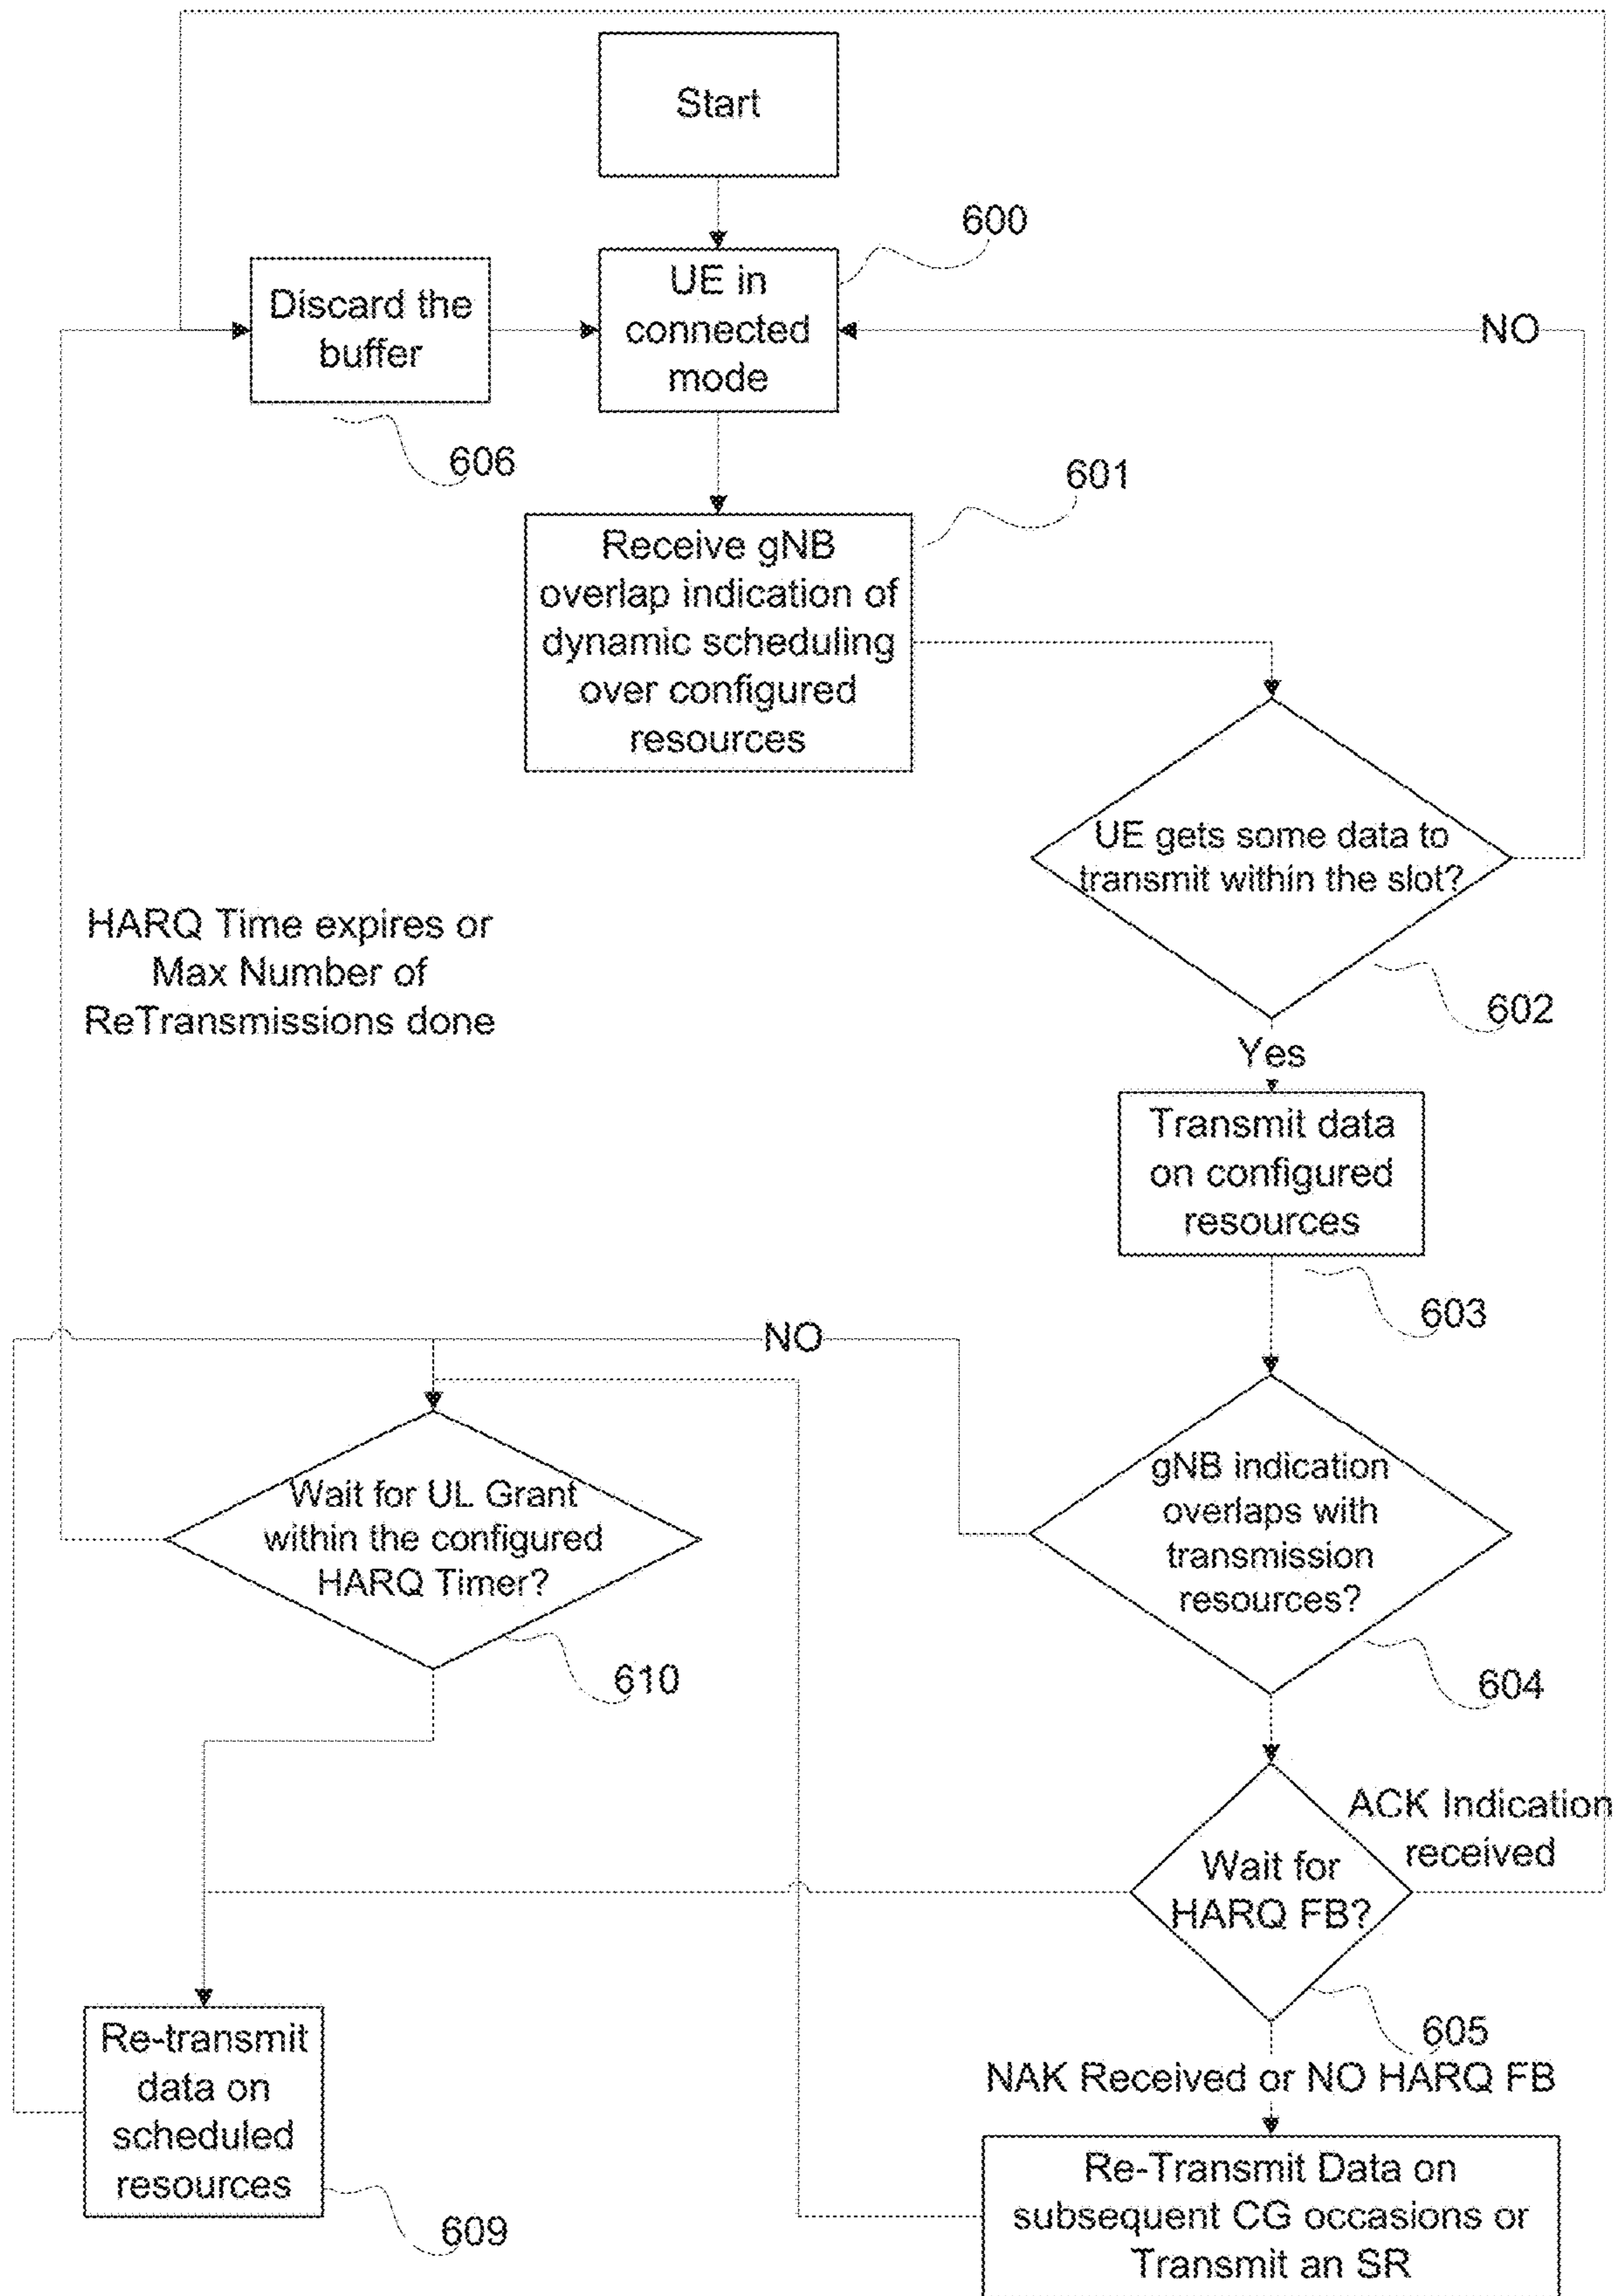 Start
600
UE in
connected
mode
Discard the
buffer
NO
606
601
Receive gNB
overlap indication of
dynamic scheduling
over configured
resources
UE gets some data to
transmit within the slot?
HARQ Time expires or
Max Number of
ReTransmissions done
602
Yes
Transmit data
on configured
resources
603
NO
Wait for UL Grant
within the configured
HARQ Timer?
gNB indication
overlaps with
transmission
resources?
610
604
ACK Indication
received
Wait for
HARQ FB?
605
NAK Received or NO HARQ FB
Re-transmit
data on
scheduled
resources
609
Re-Transmit Data on
subsequent CG occasions or
Transmit an SR